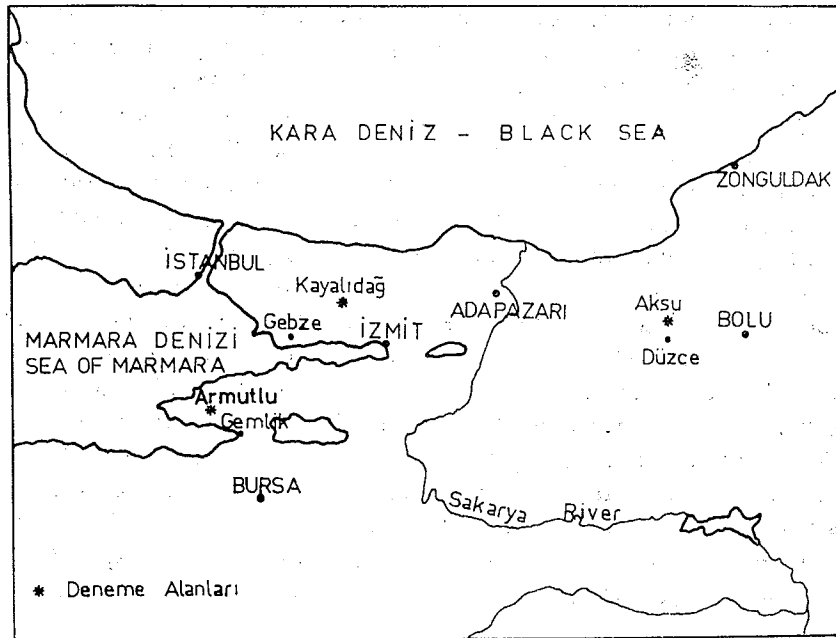 KARA DENİZ - BLACK SEA
ZONGULDAK
İSTANBUL
Kayalıdağ
ADAPAZARI
Aksu
BOLU
Gebze
İZMİT
Düzce
MARMARA DENİZİ
SEA OF MARMARA
Armutlu
Gemlik
BURSA
Sakarya River
* Deneme Alanları